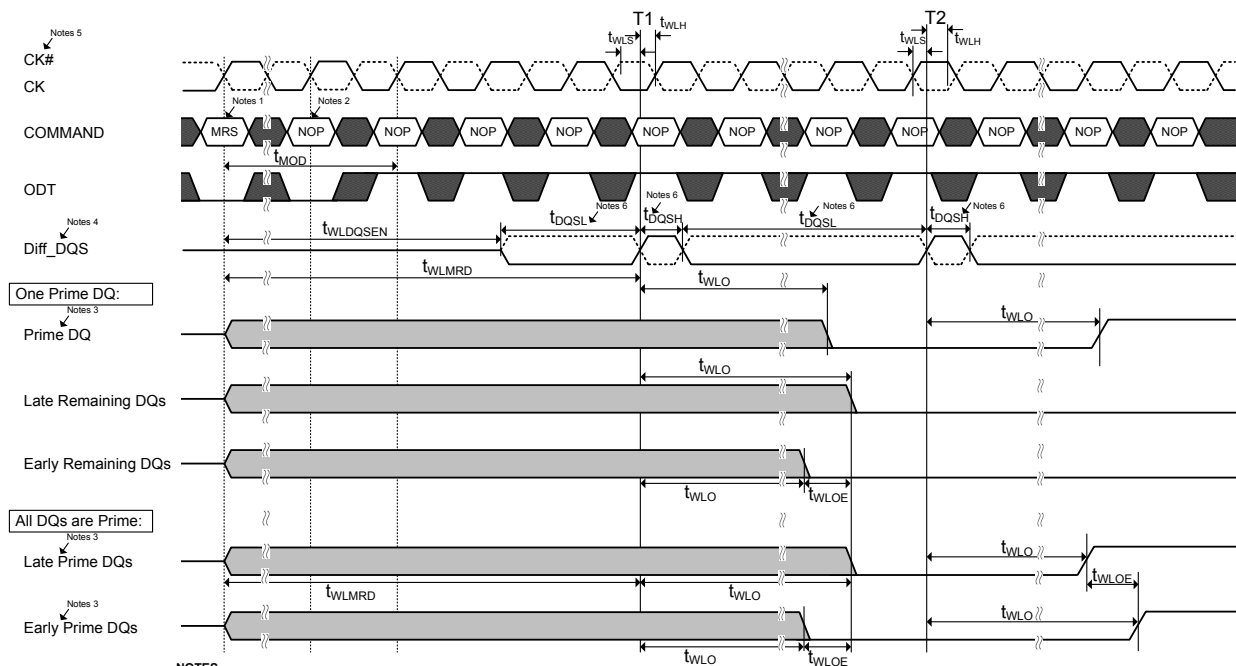 T1 T2
Notes 5
tWLS tWLH tWLS tWLH
CK#
CK
Notes 1 Notes 2
COMMAND MRS NOP NOP NOP NOP NOP NOP NOP NOP NOP NOP NOP
tMOD
ODT
Notes 6 Notes 6 Notes 6 Notes 6
Notes 4
tDQSL tDQSH tDQSL tDQSH
tWLDQSEN
Diff_DQS
tWLMRD
tWLO
One Prime DQ:
Notes 3
Prime DQ
tWLO
tWLO
Late Remaining DQs
Early Remaining DQs
tWLO tWLOE
All DQs are Prime:
Notes 3
Late Prime DQs
tWLO
tWLOE
tWLMRD tWLO
Notes 3
Early Prime DQs
tWLO
tWLO tWLOE
NOTES